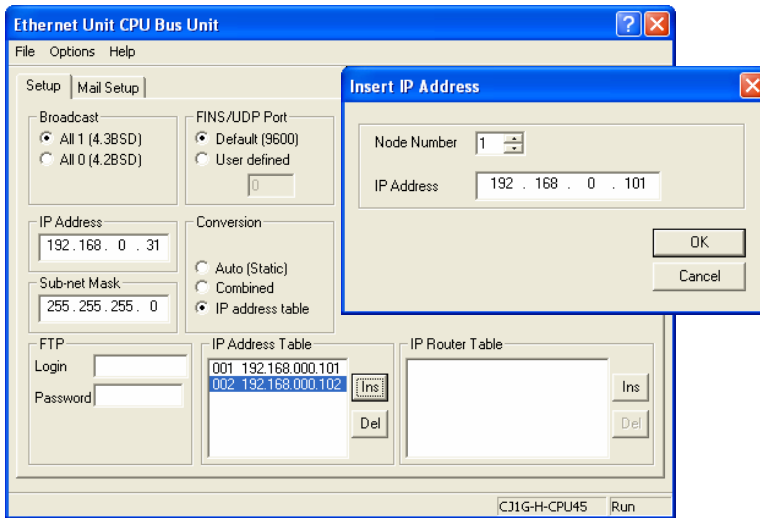 Ethernet Unit CPU Bus Unit
File Options Help
Setup Mail Setup
Broadcast
All 1 (4.3BSD)
All 0 (4.2BSD)
FINS/UDP Port
Default (9600)
User defined
0
IP Address
192.168. 0 . 31
Sub-net Mask
255.255.255. 0
Conversion
Auto (Static)
Combined
IP address table
FTP
Login
Password
IP Address Table
001 192.168.000.101
002 192.168.000.102
Ins
Del
IP Router Table
Ins
Del
CJ1G-H-CPU45 Run
Insert IP Address
Node Number 1
IP Address 192 . 168 . 0 . 101
OK
Cancel